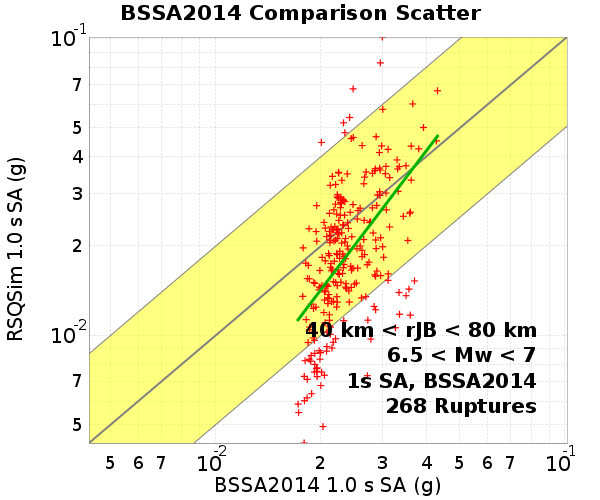 BSSA2014 Comparison Scatter
10^-1
7
5
4
3
2
10^-2
7
5
RSQSim 1.0 s SA (g)
40 km < rJB < 80 km
6.5 < Mw < 7
1s SA, BSSA2014
268 Ruptures
5 6 7 10^-2 2 3 4 5 6 7 10^-1
BSSA2014 1.0 s SA (g)